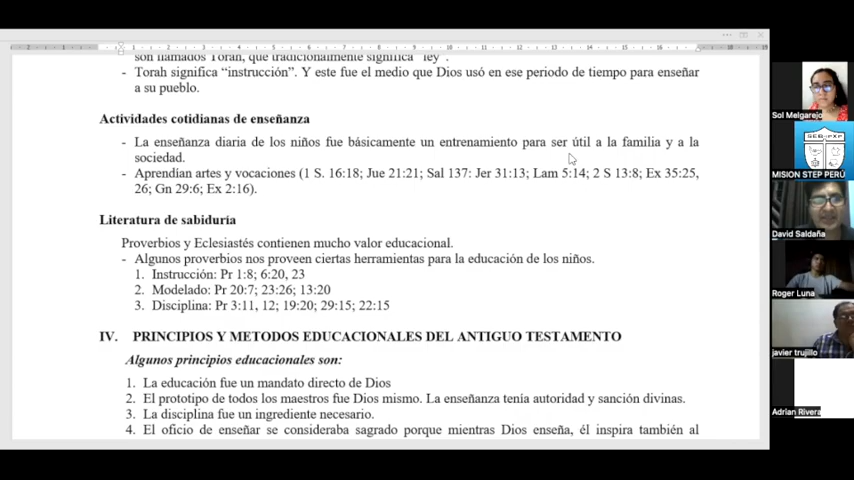 son llamados Torah, que tradicionalmente significa "ley".
- Torah significa "instrucción". Y este fue el medio que Dios usó en ese periodo de tiempo para enseñar
a su pueblo.
Actividades cotidianas de enseñanza
- La enseñanza diaria de los niños fue básicamente un entrenamiento para ser útil a la familia y a la
sociedad.
- Aprendían artes y vocaciones (1 S. 16:18; Jue 21:21; Sal 137: Jer 31:13; Lam 5:14; 2 S 13:8; Ex 35:25,
26; Gn 29:6; Ex 2:16).
Literatura de sabiduría
Proverbios y Eclesiastés contienen mucho valor educacional.
- Algunos proverbios nos proveen ciertas herramientas para la educación de los niños.
1. Instrucción: Pr 1:8; 6:20, 23
2. Modelado: Pr 20:7; 23:26; 13:20
3. Disciplina: Pr 3:11, 12; 19:20; 29:15; 22:15
IV. PRINCIPIOS Y METODOS EDUCACIONALES DEL ANTIGUO TESTAMENTO
Algunos principios educacionales son:
1. La educación fue un mandato directo de Dios
2. El prototipo de todos los maestros fue Dios mismo. La enseñanza tenía autoridad y sanción divinas.
3. La disciplina fue un ingrediente necesario.
4. El oficio de enseñar se consideraba sagrado porque mientras Dios enseña, él inspira también al
Sol Melgarejo
MISION STEP PERÚ
David Saldaña
Roger Luna
javier trujillo
Adrian Rivera